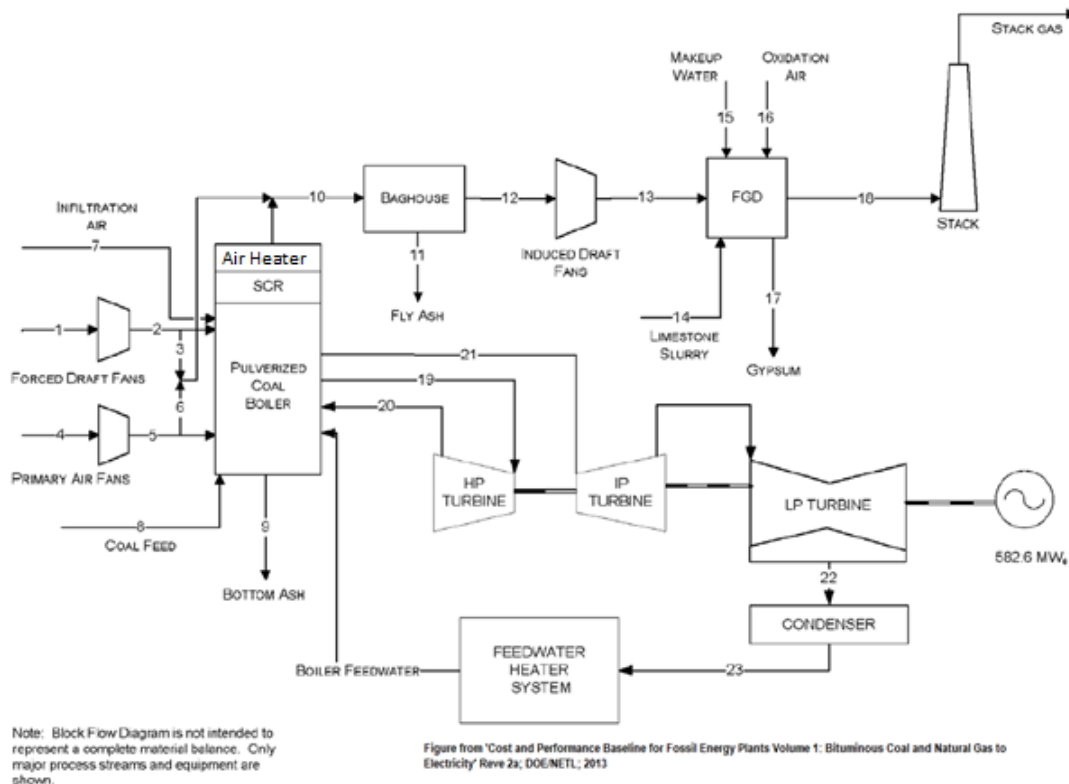 STACK GAS
MAKEUP
WATER
OXIDATION
AIR
15
16
INFILTRATION
AIR
7
10
BAGHOUSE
12
13
FGD
18
STACK
INDUCED DRAFT
FANS
11
FLY ASH
14
LIMESTONE
SLURRY
17
GYPSUM
Air Heater
SCR
PULVERIZED
COAL
BOILER
1
2
3
FORCED DRAFT FANS
6
4
5
PRIMARY AIR FANS
8
COAL FEED
9
BOTTOM ASH
21
19
20
HP
TURBINE
IP
TURBINE
LP TURBINE
582.6 MWe
22
CONDENSER
23
FEEDWATER
HEATER
SYSTEM
BOILER FEEDWATER
Note: Block Flow Diagram is not intended to
represent a complete material balance. Only
major process streams and equipment are
shown.
Figure from 'Cost and Performance Baseline for Fossil Energy Plants Volume 1: Bituminous Coal and Natural Gas to
Electricity' Reve 2a; DOE/NETL; 2013